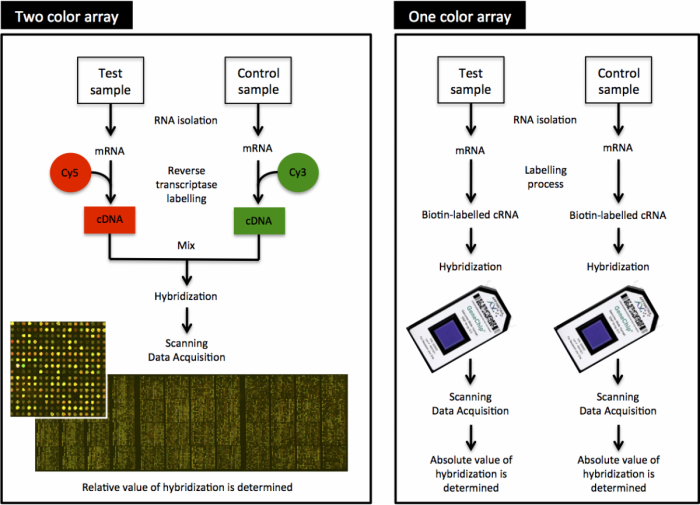 Two color array
Test
sample
Control
sample
RNA isolation
mRNA
mRNA
Cy5
Reverse
transcriptase
labelling
Cy3
cDNA
cDNA
Mix
Hybridization
Scanning
Data Acquisition
Relative value of hybridization is determined
One color array
Test
sample
Control
sample
RNA isolation
mRNA
mRNA
Labelling
process
Biotin-labelled cRNA
Biotin-labelled cRNA
Hybridization
Hybridization
GeneChip
GeneChip
Scanning
Data Acquisition
Scanning
Data Acquisition
Absolute value of
hybridization is
determined
Absolute value of
hybridization is
determined